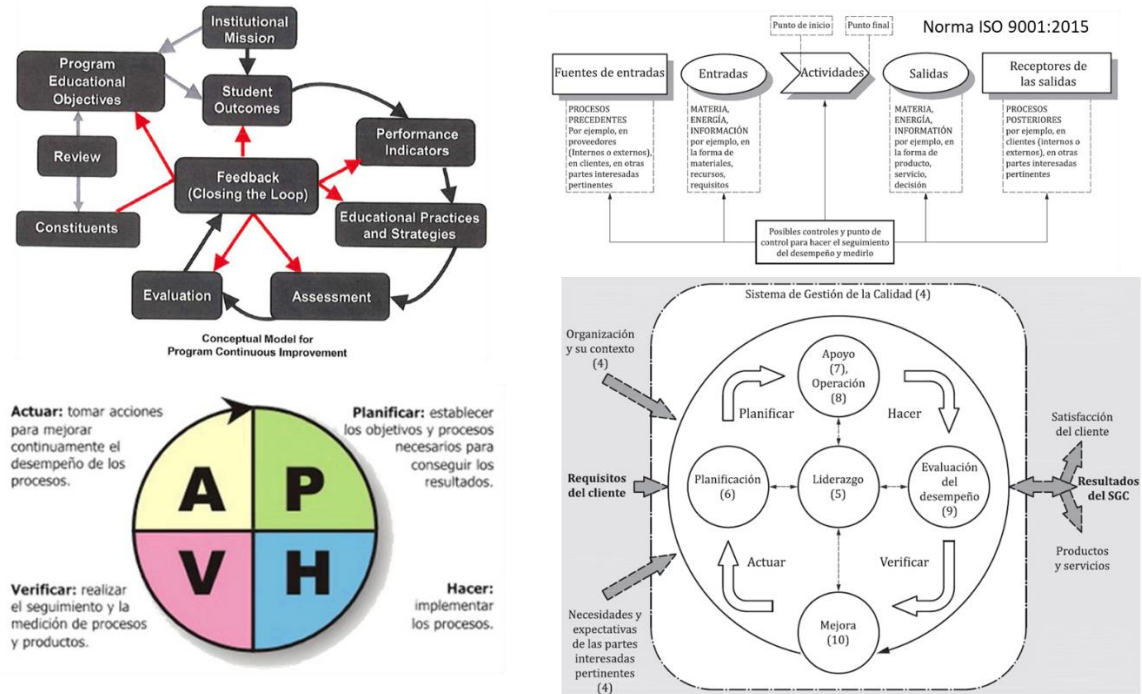 Institutional
Mission
Program
Educational
Objectives
Student
Outcomes
Performance
Indicators
Review
Feedback
(Closing the Loop)
Educational Practices
and Strategies
Constituents
Evaluation
Assessment
Conceptual Model for
Program Continuous Improvement
Norma ISO 9001:2015
Punto de inicio
Punto final
Fuentes de entradas
Entradas
Actividades
Salidas
Receptores de
las salidas
PROCESOS
PRECEDENTES
Por ejemplo, en
proveedores
(Internos o externos),
en clientes, en otras
partes interesadas
pertinentes
MATERIA,
ENERGÍA,
INFORMACIÓN
por ejemplo, en
la forma de
materiales,
recursos,
requisitos
MATERIA,
ENERGÍA,
INFORMATIÓN
por ejemplo, en
la forma de
producto,
servicio,
decisión
PROCESOS
POSTERIORES
por ejemplo, en
clientes (internos o
externos), en otras
partes interesadas
pertinentes
Posibles controles y punto de
control para hacer el seguimiento
del desempeño y medirlo
Actuar: tomar acciones
para mejorar
continuamente el
desempeño de los
procesos.
Planificar: establecer
los objetivos y procesos
necesarios para
conseguir los
resultados.
A
P
V
H
Verificar: realizar
el seguimiento y la
medición de procesos
y productos.
Hacer:
implementar
los procesos.
Sistema de Gestión de la Calidad (4)
Organización
y su contexto
(4)
Apoyo
(7),
Operación
(8)
Planificar
Hacer
Satisfacción
del cliente
Requisitos
del cliente
Planificación
(6)
Liderazgo
(5)
Evaluación
del
desempeño
(9)
Resultados
del SGC
Actuar
Verificar
Productos
y servicios
Mejora
(10)
Necesidades y
expectativas
de las partes
interesadas
pertinentes
(4)